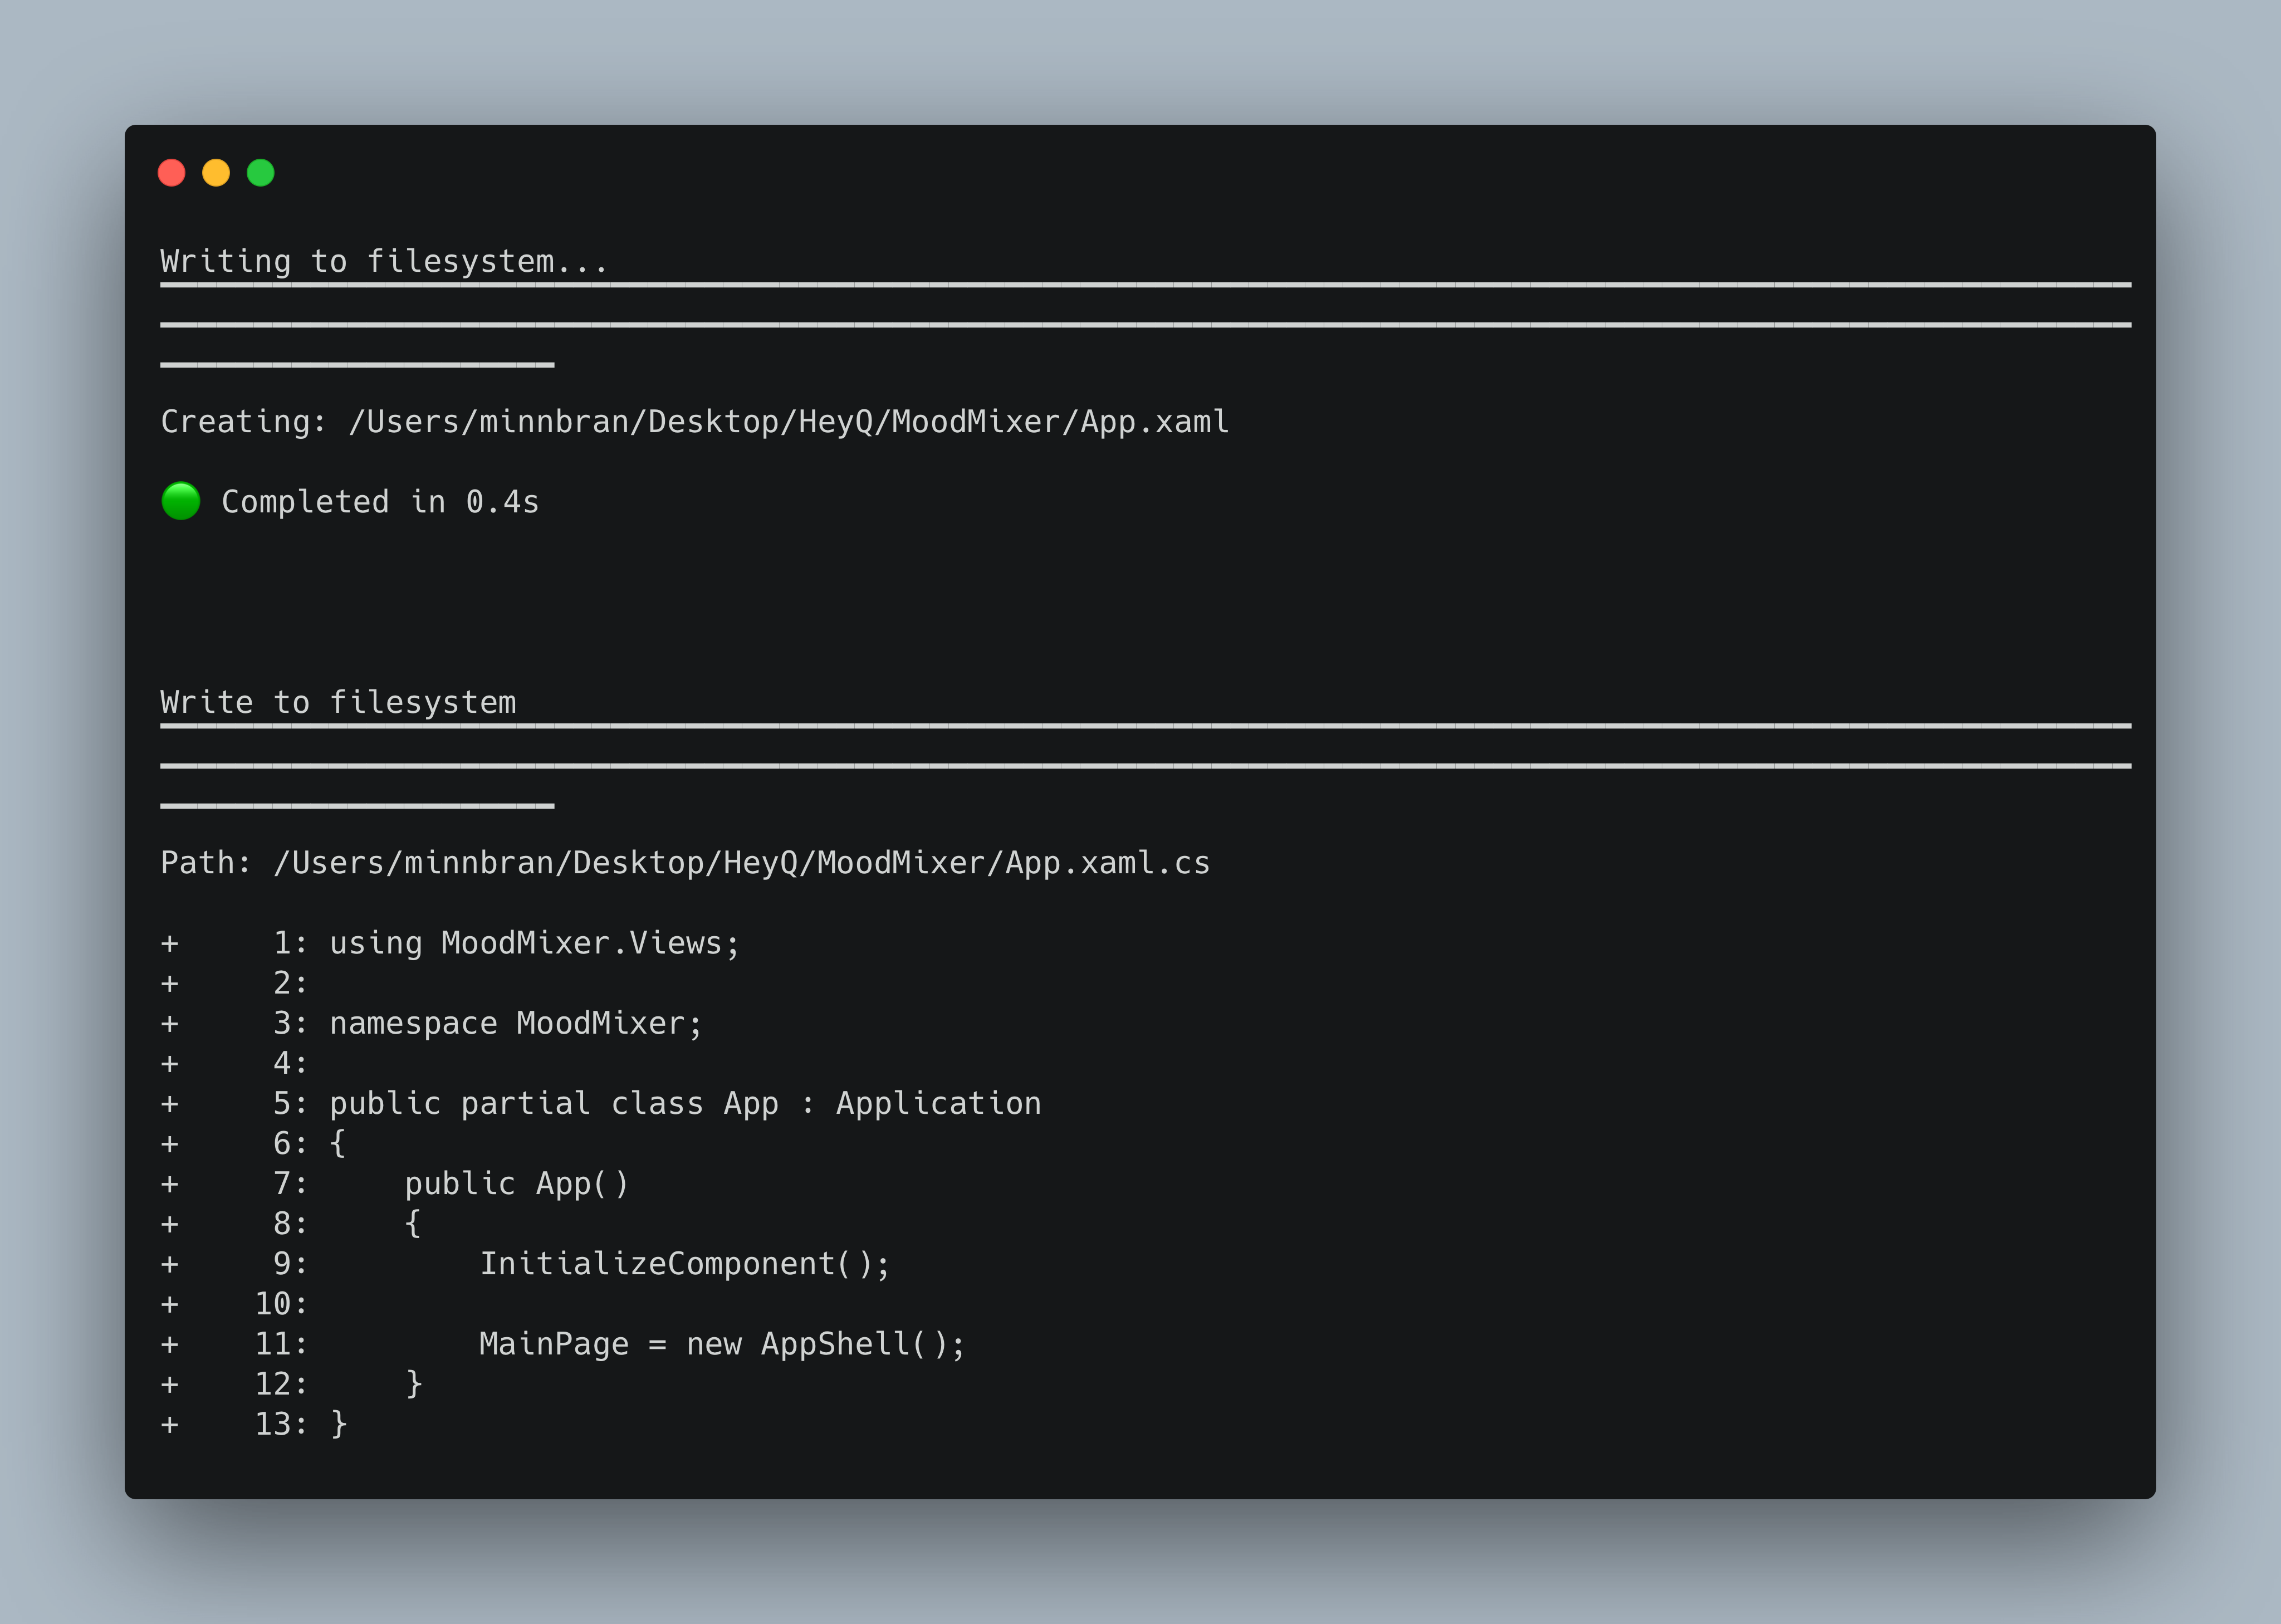 Writing to filesystem...
Creating: /Users/minnbran/Desktop/HeyQ/MoodMixer/App.xaml
Completed in 0.4s
Write to filesystem
Path: /Users/minnbran/Desktop/HeyQ/MoodMixer/App.xaml.cs
+     1: using MoodMixer.Views;
+     2:
+     3: namespace MoodMixer;
+     4:
+     5: public partial class App : Application
+     6: {
+     7:     public App()
+     8:     {
+     9:         InitializeComponent();
+    10:
+    11:         MainPage = new AppShell();
+    12:     }
+    13: }